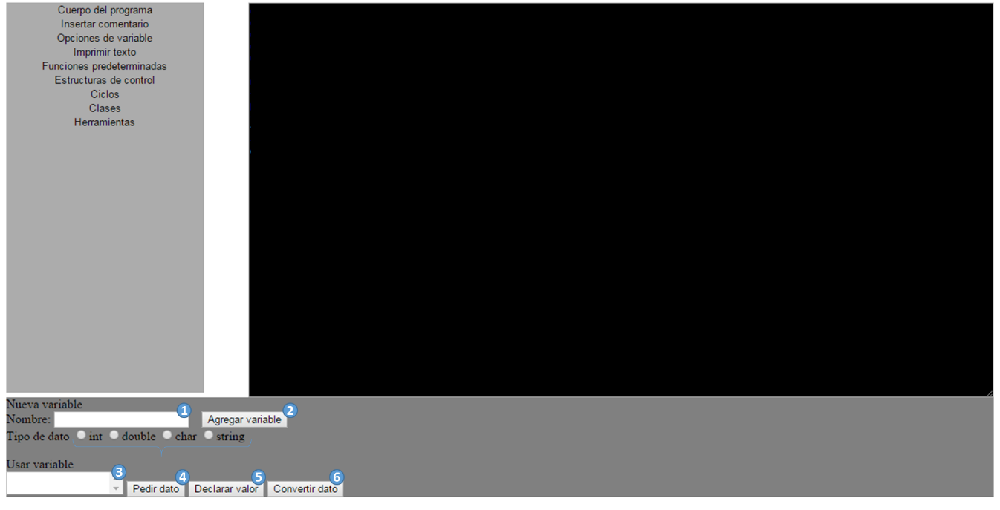 Cuerpo del programa
Insertar comentario
Opciones de variable
Imprimir texto
Funciones predeterminadas
Estructuras de control
Ciclos
Clases
Herramientas
Nueva variable
1 2
Nombre: Agregar variable
Tipo de dato int double char string
Usar variable
3 4 5 6
Pedir dato Declarar valor Convertir dato